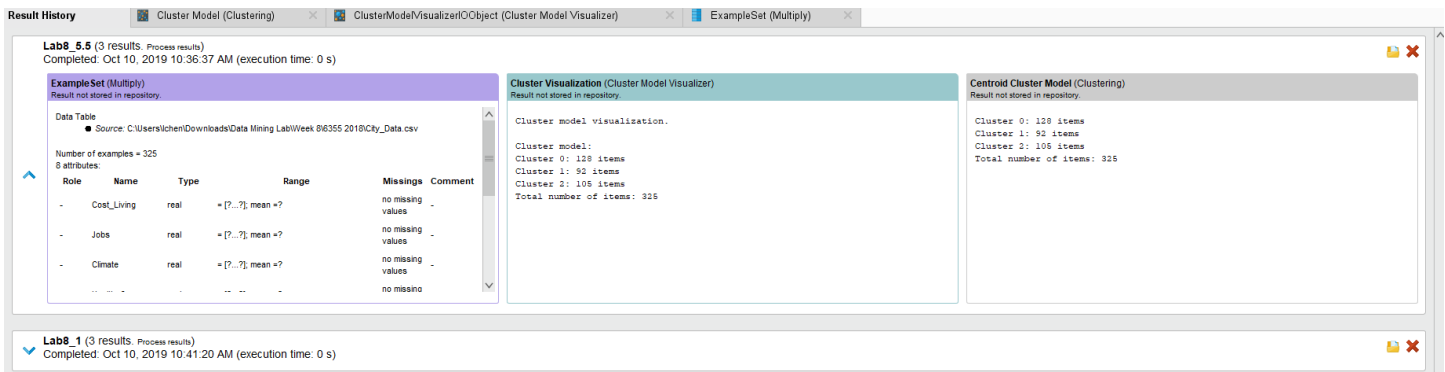 Result History
Cluster Model (Clustering)
ClusterModelVisualizerIOObject (Cluster Model Visualizer)
ExampleSet (Multiply)
Lab8_5.5 (3 results. Process results)
Completed: Oct 10, 2019 10:36:37 AM (execution time: 0 s)
ExampleSet (Multiply)
Result not stored in repository.
Data Table
Source: C:\Users\lchen\Downloads\Data Mining Lab\Week 8\6355 2018\City_Data.csv
Number of examples = 325
8 attributes:
Role Name Type Range Missings Comment
- Cost_Living real = [?...?]; mean =? no missing values -
- Jobs real = [?...?]; mean =? no missing values -
- Climate real = [?...?]; mean =? no missing values -
no missing
Cluster Visualization (Cluster Model Visualizer)
Result not stored in repository.
Cluster model visualization.
Cluster model:
Cluster 0: 128 items
Cluster 1: 92 items
Cluster 2: 105 items
Total number of items: 325
Centroid Cluster Model (Clustering)
Result not stored in repository.
Cluster 0: 128 items
Cluster 1: 92 items
Cluster 2: 105 items
Total number of items: 325
Lab8_1 (3 results. Process results)
Completed: Oct 10, 2019 10:41:20 AM (execution time: 0 s)